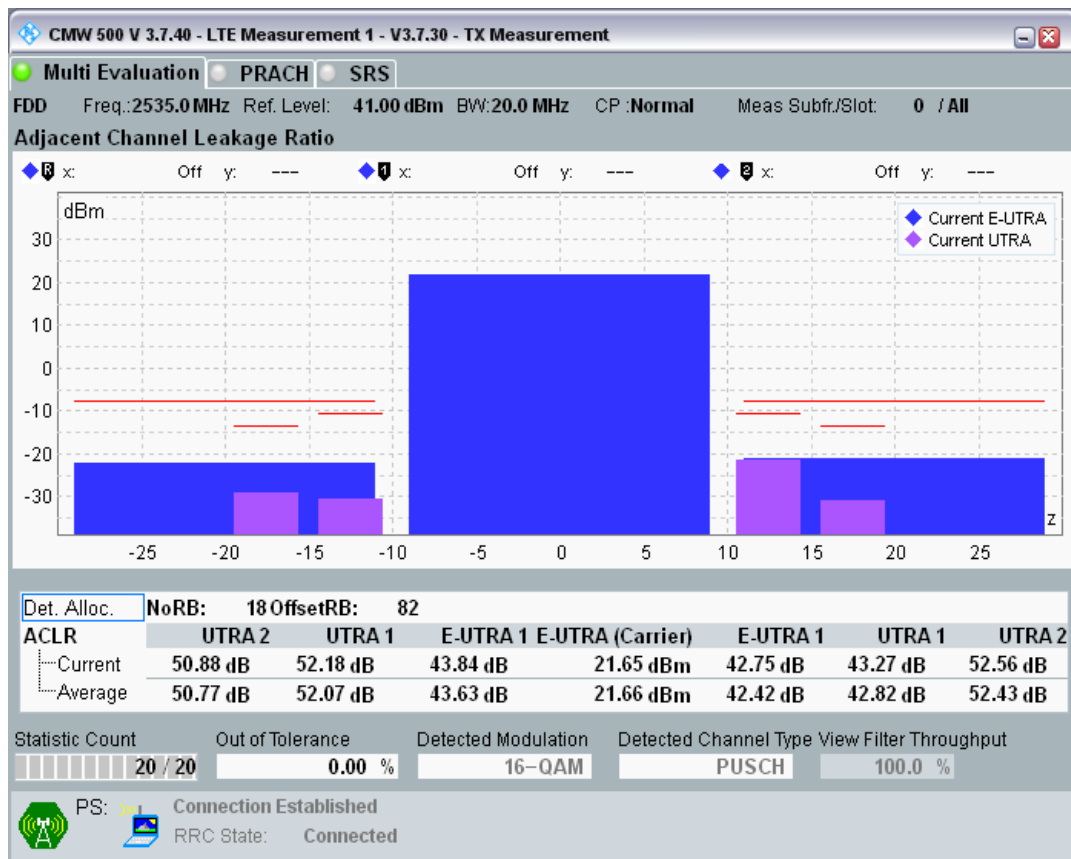 CMW 500 V 3.7.40 - LTE Measurement 1 - V3.7.30 - TX Measurement
Multi Evaluation PRACH SRS
FDD Freq.:2535.0 MHz Ref. Level: 41.00 dBm BW:20.0 MHz CP :Normal Meas Subfr./Slot: 0 / All
Adjacent Channel Leakage Ratio
R x: Off y: --- 1 x: Off y: --- 2 x: Off y: ---
dBm
Current E-UTRA
Current UTRA
30
20
10
0
-10
-20
-30
z
-25 -20 -15 -10 -5 0 5 10 15 20 25
Det. Alloc. NoRB: 18 OffsetRB: 82
ACLR UTRA 2 UTRA 1 E-UTRA 1 E-UTRA (Carrier) E-UTRA 1 UTRA 1 UTRA 2
Current 50.88 dB 52.18 dB 43.84 dB 21.65 dBm 42.75 dB 43.27 dB 52.56 dB
Average 50.77 dB 52.07 dB 43.63 dB 21.66 dBm 42.42 dB 42.82 dB 52.43 dB
Statistic Count Out of Tolerance Detected Modulation Detected Channel Type View Filter Throughput
20 / 20 0.00 % 16-QAM PUSCH 100.0 %
PS: Connection Established
RRC State: Connected